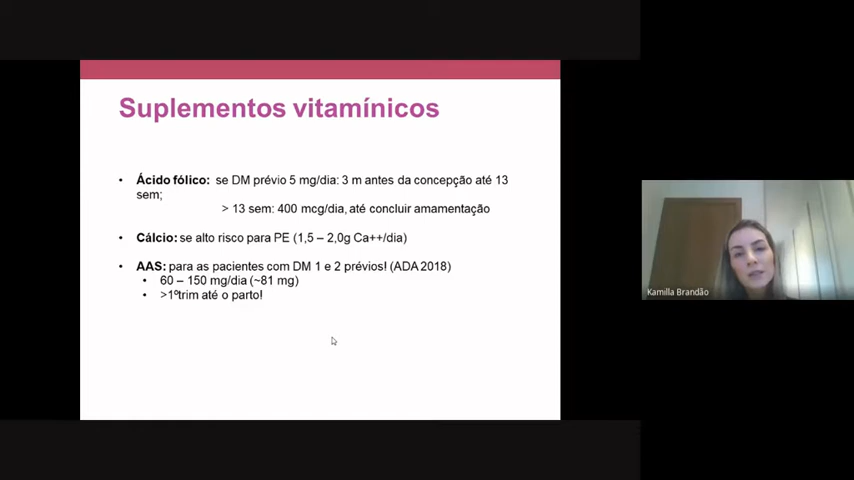 Suplementos vitamínicos
• Ácido fólico: se DM prévio 5 mg/dia: 3 m antes da concepção até 13
sem;
> 13 sem: 400 mcg/dia, até concluir amamentação
• Cálcio: se alto risco para PE (1,5 – 2,0g Ca++/dia)
• AAS: para as pacientes com DM 1 e 2 prévios! (ADA 2018)
• 60 – 150 mg/dia (~81 mg)
• >1ºtrim até o parto!
Kamilla Brandão